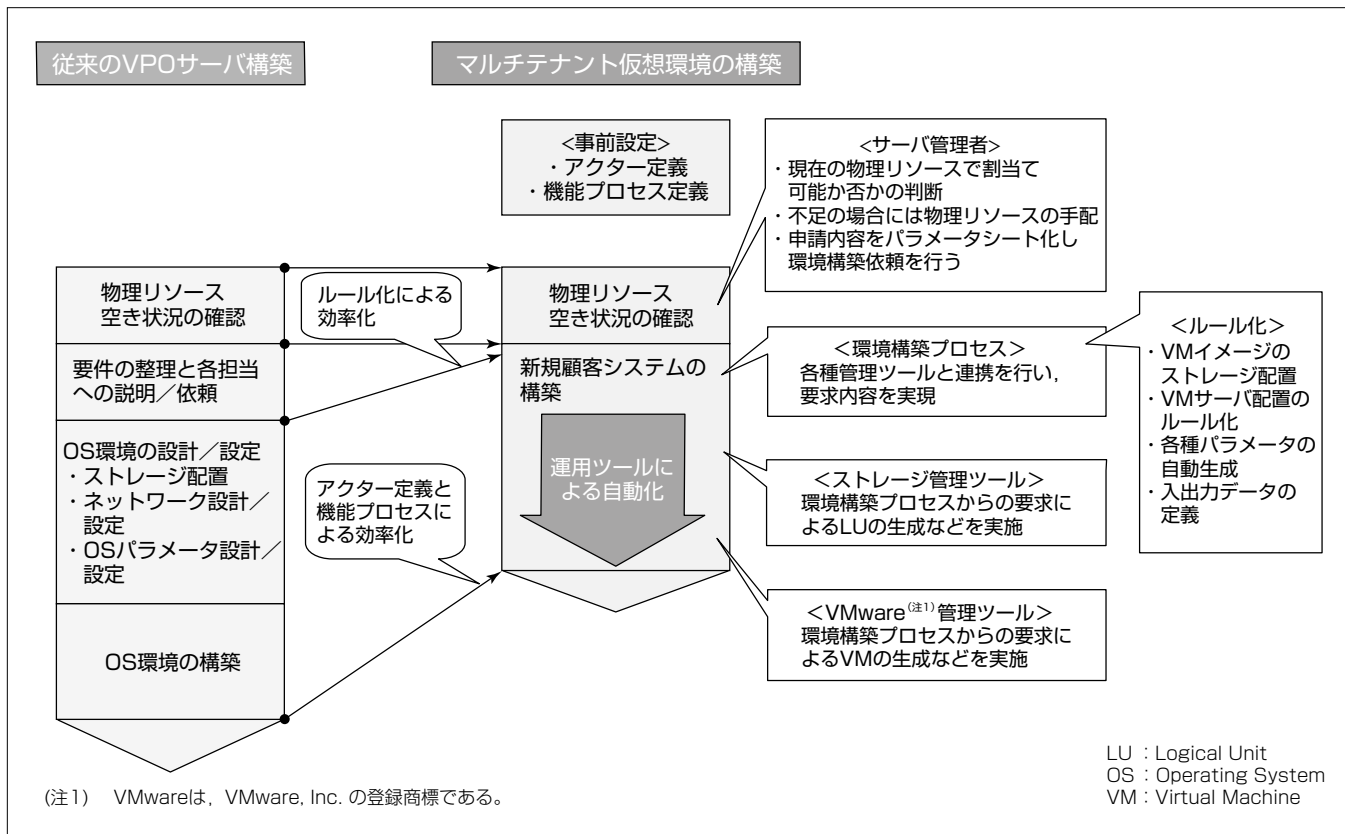 従来のVPOサーバ構築
マルチテナント仮想環境の構築
<事前設定>
・アクター定義
・機能プロセス定義
<サーバ管理者>
・現在の物理リソースで割当て
可能か否かの判断
・不足の場合には物理リソースの手配
・申請内容をパラメータシート化し
環境構築依頼を行う
物理リソース
空き状況の確認
ルール化による
効率化
物理リソース
空き状況の確認
要件の整理と各担当
への説明／依頼
新規顧客システムの
構築
<環境構築プロセス>
各種管理ツールと連携を行い，
要求内容を実現
<ルール化>
・VMイメージの
ストレージ配置
・VMサーバ配置の
ルール化
・各種パラメータの
自動生成
・入出力データの
定義
OS環境の設計／設定
・ストレージ配置
・ネットワーク設計／
設定
・OSパラメータ設計／
設定
アクター定義と
機能プロセスに
よる効率化
運用ツールに
よる自動化
<ストレージ管理ツール>
環境構築プロセスからの要求に
よるLUの生成などを実施
OS環境の構築
<VMware(注1)管理ツール>
環境構築プロセスからの要求に
よるVMの生成などを実施
(注1)　VMwareは，VMware, Inc. の登録商標である。
LU：Logical Unit
OS：Operating System
VM：Virtual Machine